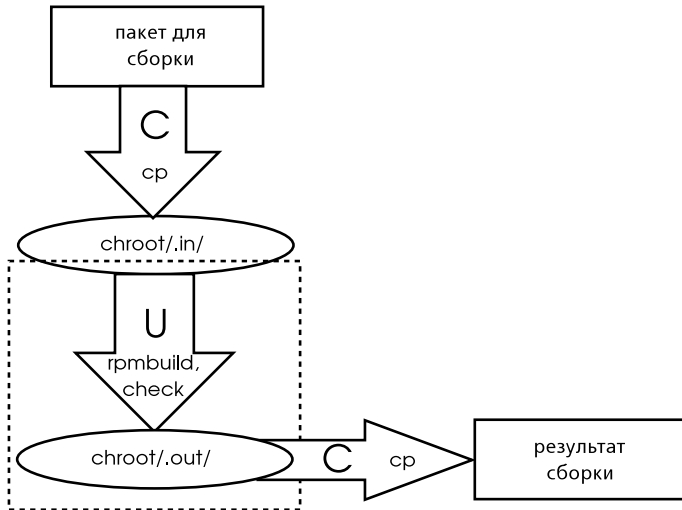 пакет для
сборки
C
cp
chroot/.in/
U
rpmbuild,
check
chroot/.out/
C
cp
результат
сборки